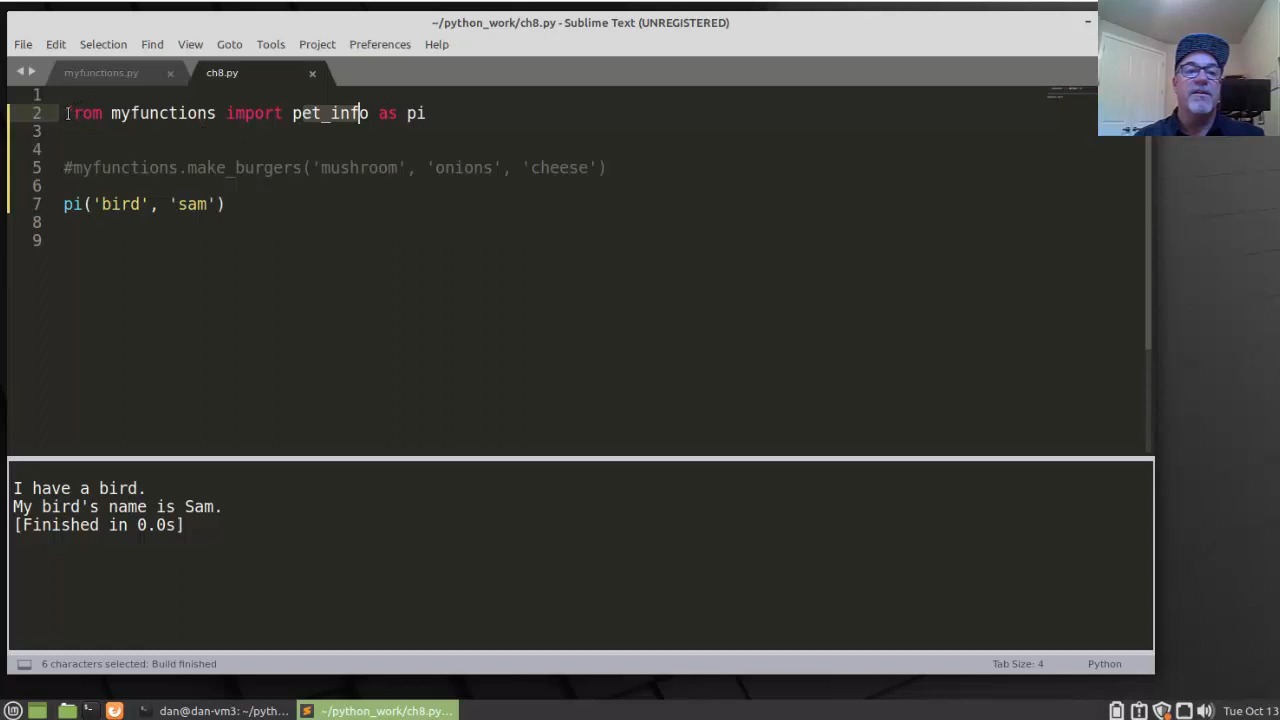 ~/python_work/ch8.py - Sublime Text (UNREGISTERED)
File Edit Selection Find View Goto Tools Project Preferences Help
myfunctions.py × ch8.py ×
1
2 from myfunctions import pet_info as pi
3
4
5 #myfunctions.make_burgers('mushroom', 'onions', 'cheese')
6
7 pi('bird', 'sam')
8
9
I have a bird.
My bird's name is Sam.
[Finished in 0.0s]
6 characters selected: Build finished Tab Size: 4 Python
dan@dan-vm3: ~/pyth... ~/python_work/ch8.py... Tue Oct 13